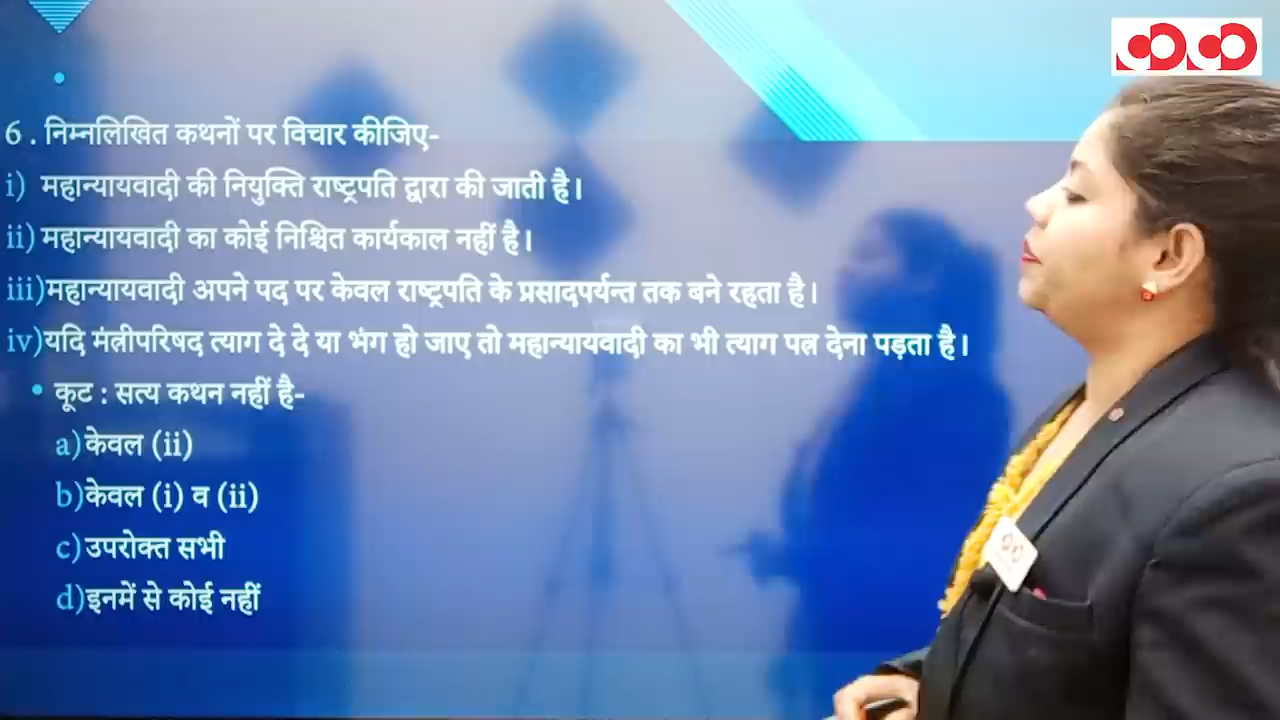 6 . निम्नलिखित कथनों पर विचार कीजिए-
i) महान्यायवादी की नियुक्ति राष्ट्रपति द्वारा की जाती है।
ii) महान्यायवादी का कोई निश्चित कार्यकाल नहीं है।
iii)महान्यायवादी अपने पद पर केवल राष्ट्रपति के प्रसादपर्यन्त तक बने रहता है।
iv)यदि मंत्रीपरिषद त्याग दे दे या भंग हो जाए तो महान्यायवादी का भी त्याग पत्र देना पड़ता है।
• कूट : सत्य कथन नहीं है-
a)केवल (ii)
b)केवल (i) व (ii)
c)उपरोक्त सभी
d)इनमें से कोई नहीं